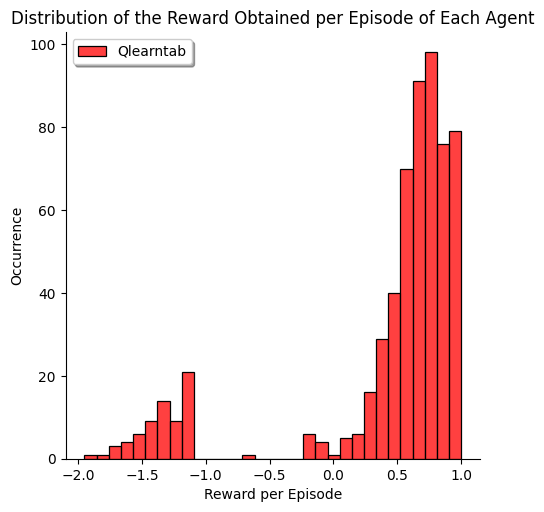 Distribution of the Reward Obtained per Episode of Each Agent
Qlearntab
100
80
60
40
20
0
Occurrence
-2.0 -1.5 -1.0 -0.5 0.0 0.5 1.0
Reward per Episode